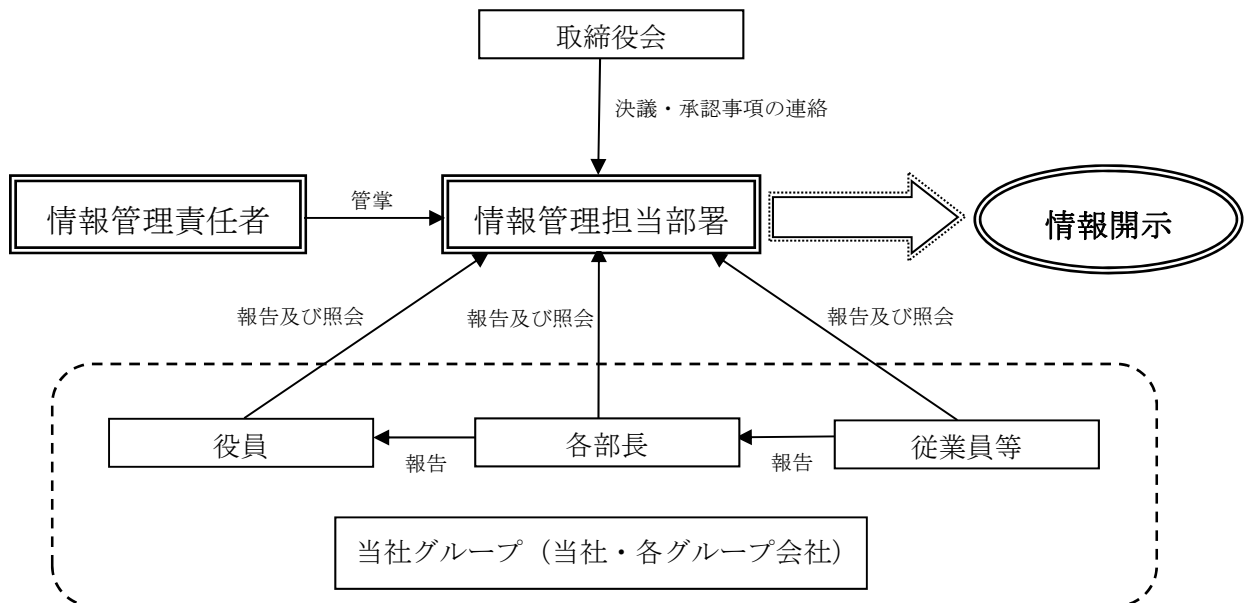 取締役会
決議・承認事項の連絡
情報管理責任者
管掌
情報管理担当部署
情報開示
報告及び照会
報告及び照会
報告及び照会
役員
報告
各部長
報告
従業員等
当社グループ（当社・各グループ会社）